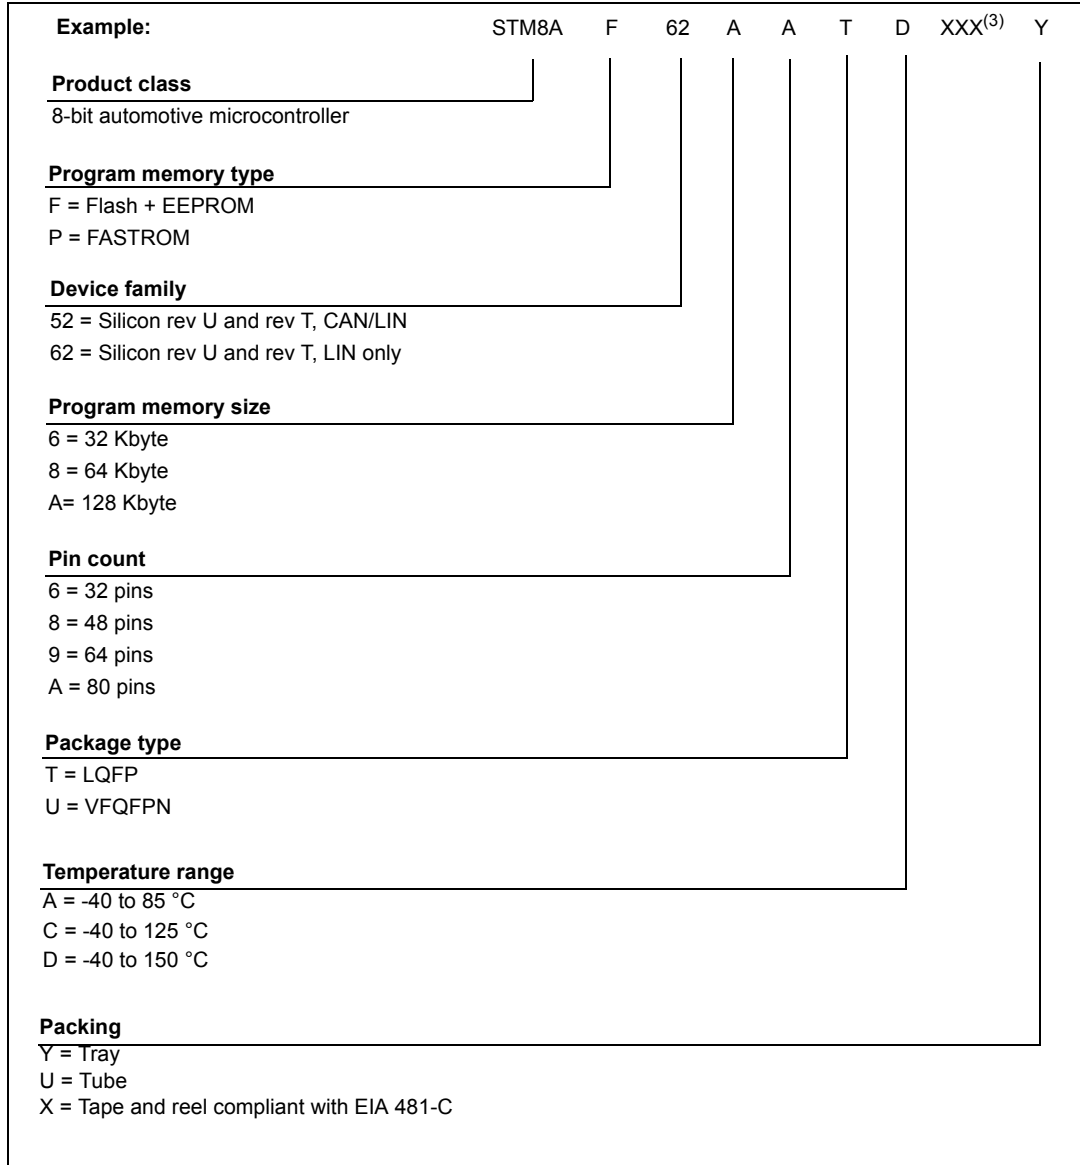 Example: STM8A F 62 A A T D XXX(3) Y
Product class
8-bit automotive microcontroller
Program memory type
F = Flash + EEPROM
P = FASTROM
Device family
52 = Silicon rev U and rev T, CAN/LIN
62 = Silicon rev U and rev T, LIN only
Program memory size
6 = 32 Kbyte
8 = 64 Kbyte
A= 128 Kbyte
Pin count
6 = 32 pins
8 = 48 pins
9 = 64 pins
A = 80 pins
Package type
T = LQFP
U = VFQFPN
Temperature range
A = -40 to 85 °C
C = -40 to 125 °C
D = -40 to 150 °C
Packing
Y = Tray
U = Tube
X = Tape and reel compliant with EIA 481-C